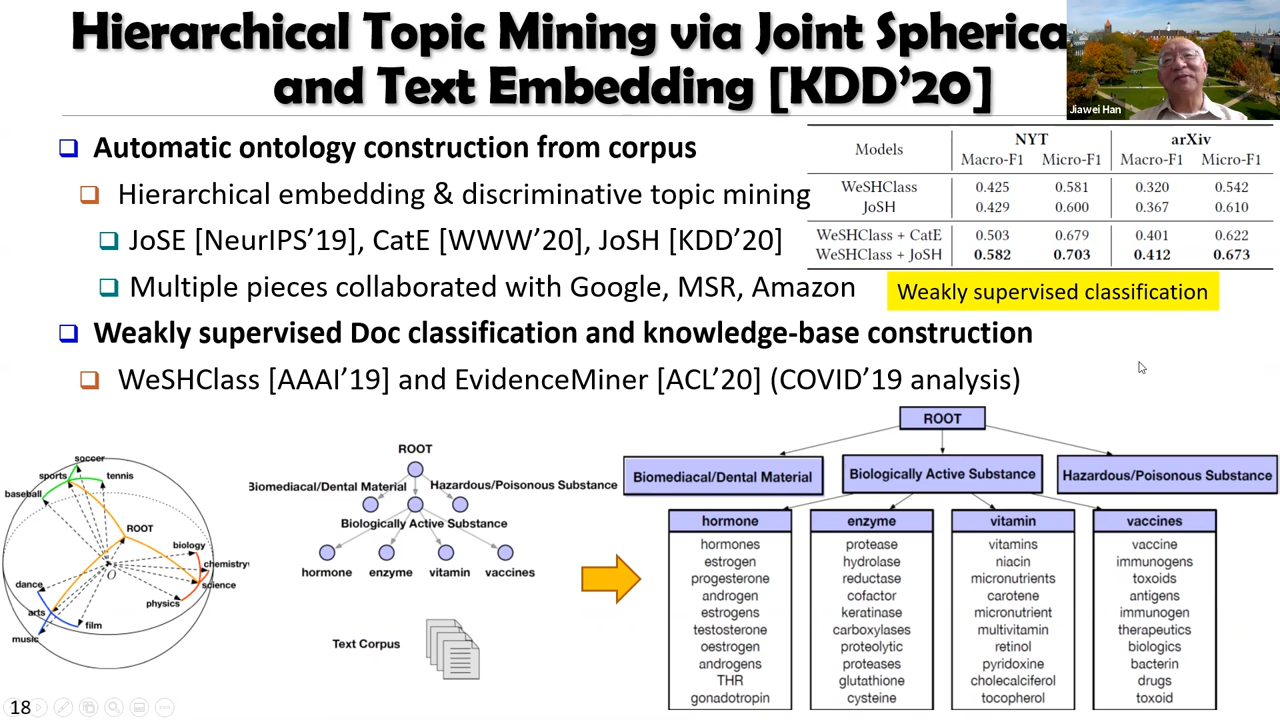 Hierarchical Topic Mining via Joint Spherica
and Text Embedding [KDD'20]
Jiawei Han
Automatic ontology construction from corpus
Hierarchical embedding & discriminative topic mining
JoSE [NeurIPS'19], CatE [WWW'20], JoSH [KDD'20]
Multiple pieces collaborated with Google, MSR, Amazon
Weakly supervised Doc classification and knowledge-base construction
WeSHClass [AAAI'19] and EvidenceMiner [ACL'20] (COVID'19 analysis)
Models NYT arXiv
Macro-F1 Micro-F1 Macro-F1 Micro-F1
WeSHClass 0.425 0.581 0.320 0.542
JoSH 0.429 0.600 0.367 0.610
WeSHClass + CatE 0.503 0.679 0.401 0.622
WeSHClass + JoSH 0.582 0.703 0.412 0.673
Weakly supervised classification
soccer
sports
tennis
baseball
ROOT
biology
chemistry
O
science
dance
physics
arts
film
music
ROOT
Biomediacal/Dental Material Hazardous/Poisonous Substance
Biologically Active Substance
hormone enzyme vitamin vaccines
Text Corpus
ROOT
Biomediacal/Dental Material Biologically Active Substance Hazardous/Poisonous Substance
hormone enzyme vitamin vaccines
hormones protease vitamins vaccine
estrogen hydrolase niacin immunogens
progesterone reductase micronutrients toxoids
androgen cofactor carotene antigens
estrogens keratinase micronutrient immunogen
testosterone carboxylases multivitamin therapeutics
oestrogen proteolytic retinol biologics
androgens proteases pyridoxine bacterin
THR glutathione cholecalciferol drugs
gonadotropin cysteine tocopherol toxoid
18